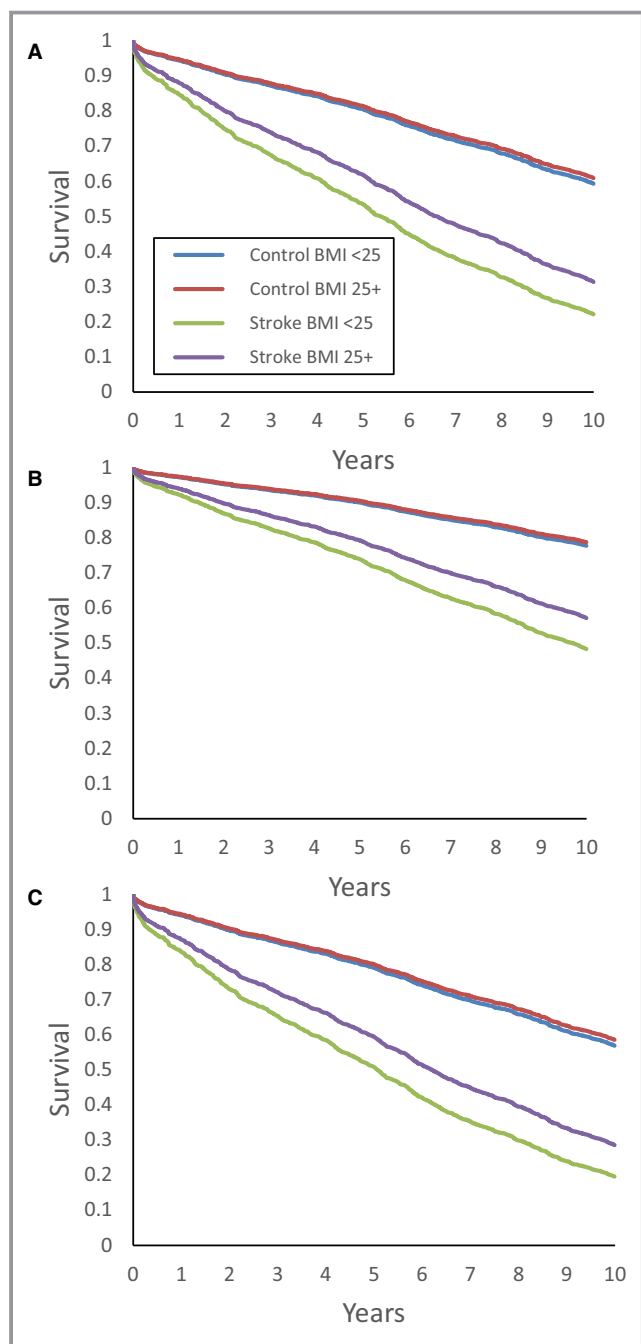 A
1
0.9
0.8
0.7
0.6
0.5
0.4
0.3
0.2
0.1
0
Survival
Control BMI <25
Control BMI 25+
Stroke BMI <25
Stroke BMI 25+
0 1 2 3 4 5 6 7 8 9 10
Years
B
1
0.9
0.8
0.7
0.6
0.5
0.4
0.3
0.2
0.1
0
Survival
0 1 2 3 4 5 6 7 8 9 10
Years
C
1
0.9
0.8
0.7
0.6
0.5
0.4
0.3
0.2
0.1
0
Survival
0 1 2 3 4 5 6 7 8 9 10
Years